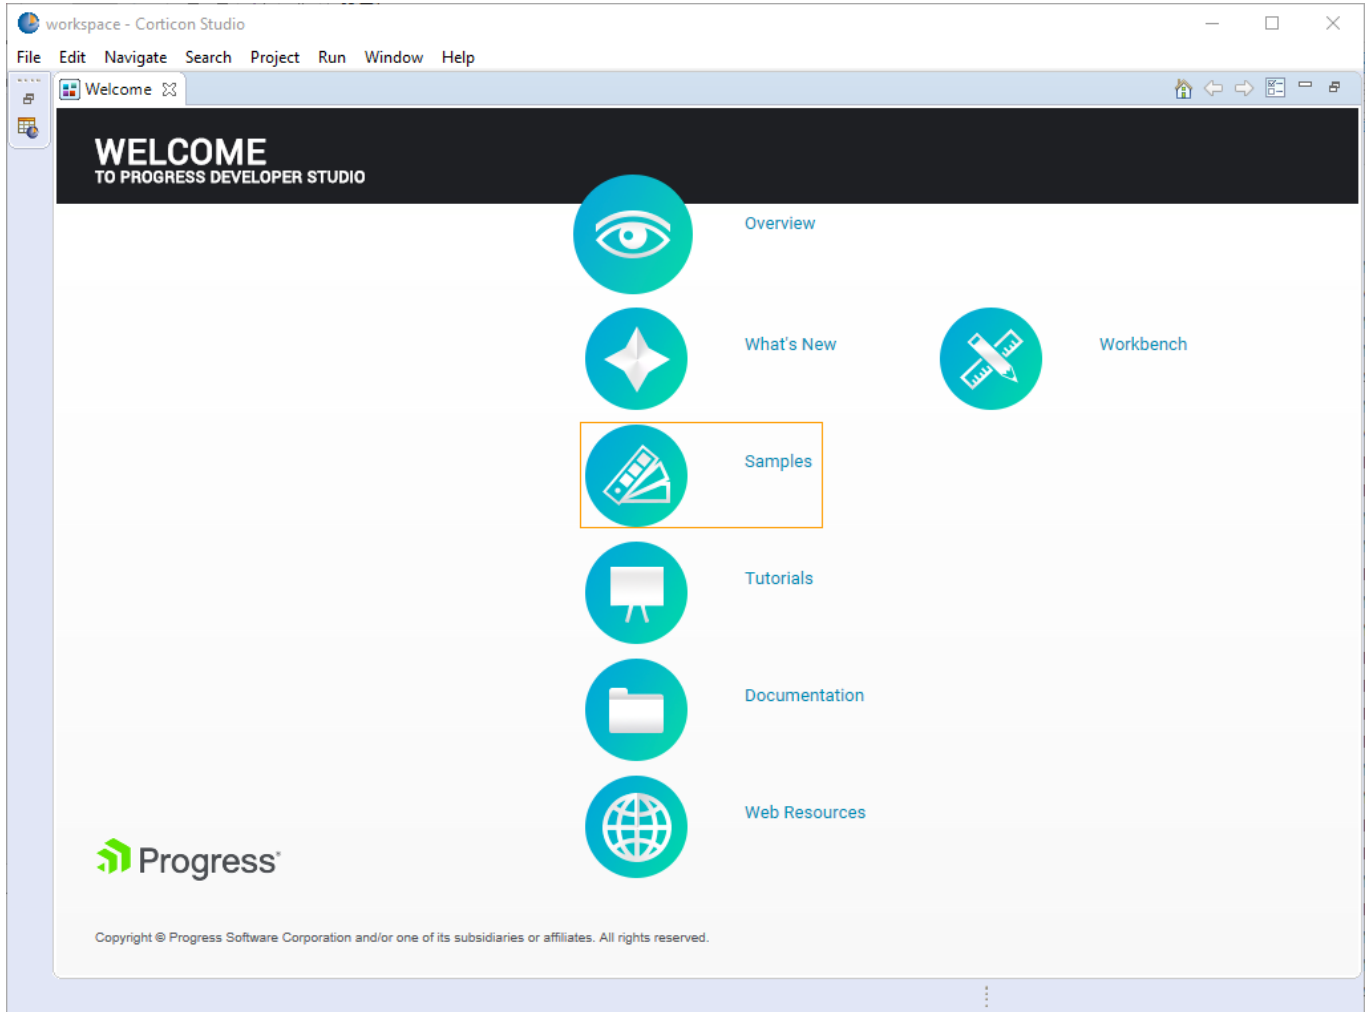 workspace - Corticon Studio
File Edit Navigate Search Project Run Window Help
Welcome
WELCOME
TO PROGRESS DEVELOPER STUDIO
Overview
What's New
Workbench
Samples
Tutorials
Documentation
Web Resources
Progress®
Copyright © Progress Software Corporation and/or one of its subsidiaries or affiliates. All rights reserved.